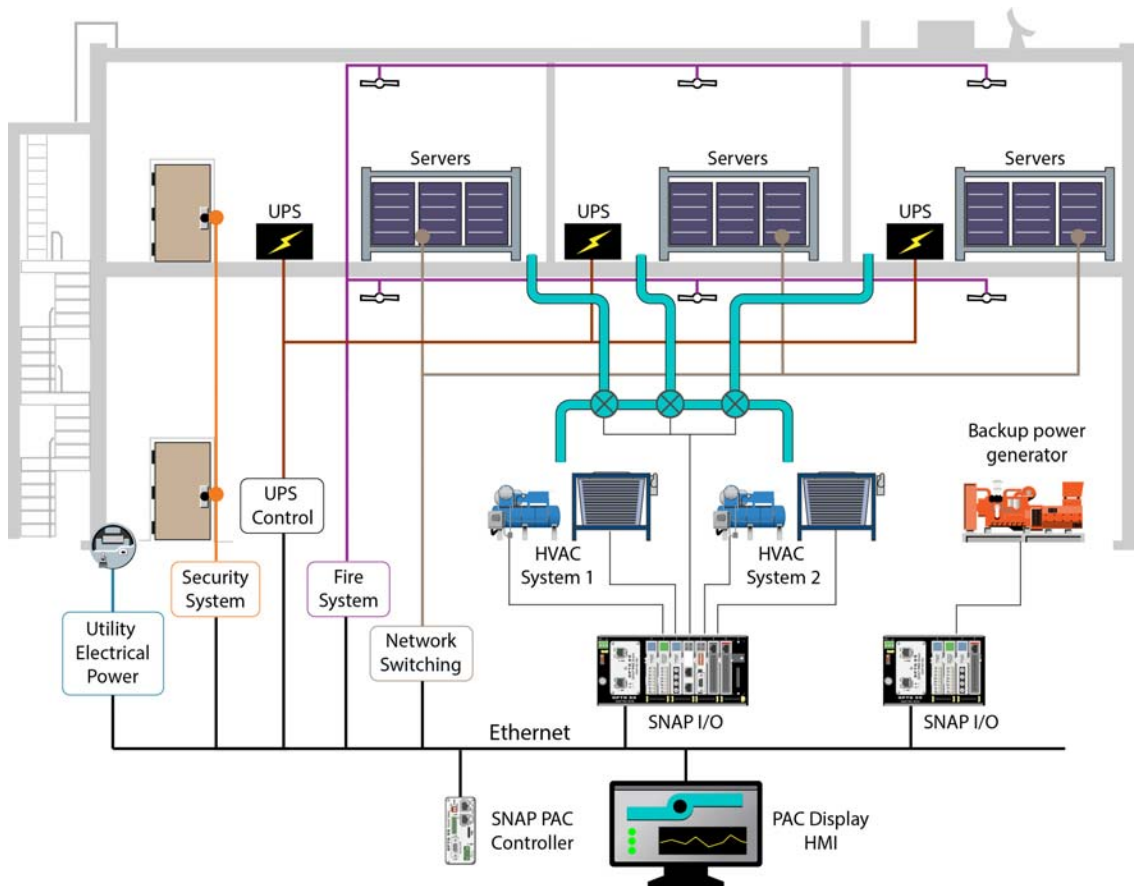 Servers
Servers
Servers
UPS
UPS
UPS
Backup power
generator
UPS
Control
HVAC
System 1
HVAC
System 2
Security
System
Fire
System
Utility
Electrical
Power
Network
Switching
SNAP I/O
SNAP I/O
Ethernet
SNAP PAC
Controller
PAC Display
HMI